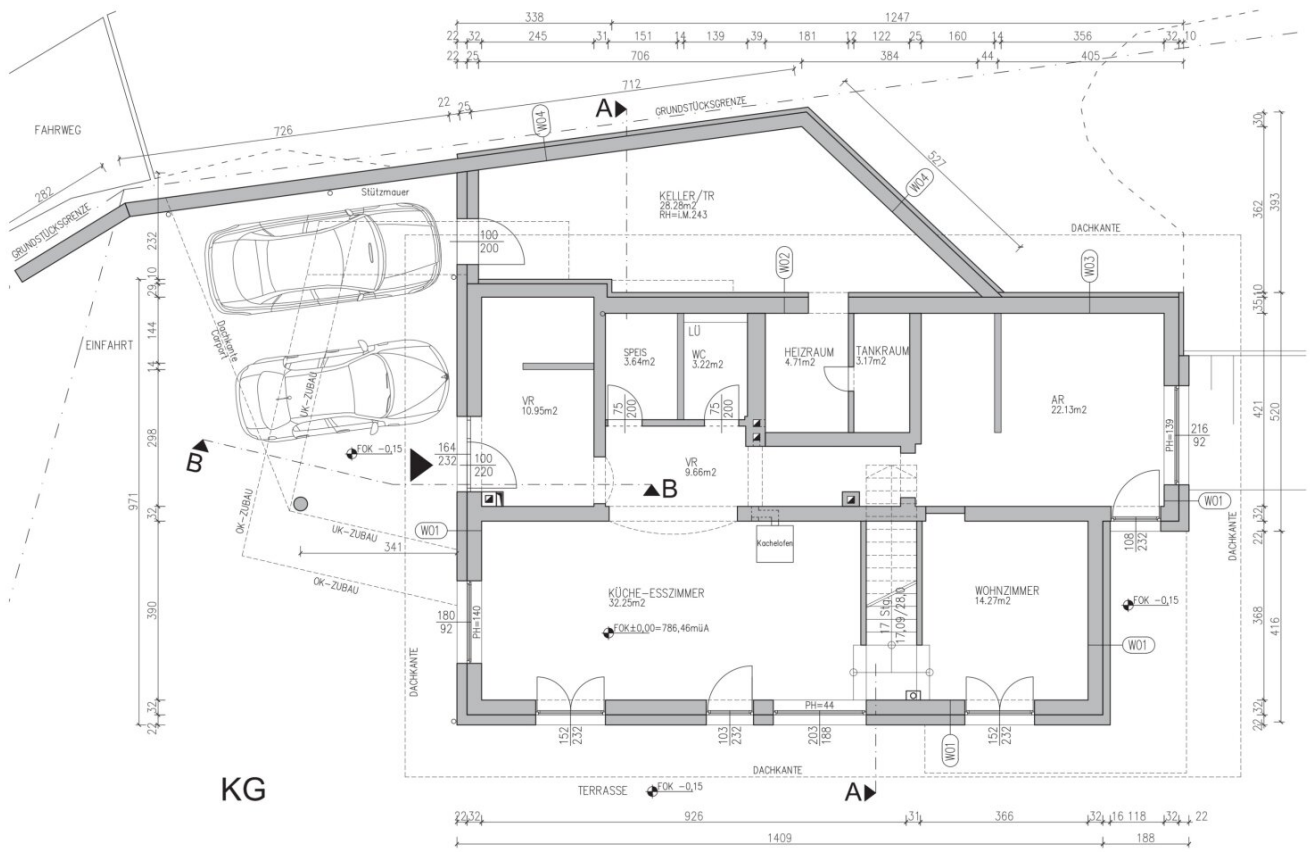 338 1247
22 32 245 31 151 14 139 39 181 12 122 25 160 14 356 32 10
22 25 706 384 44 405
712
22 25
726
282
527
FAHRWEG
GRUNDSTÜCKSGRENZE
GRUNDSTÜCKSGRENZE
A
W04
W04
Stützmauer
KELLER/TR
28.28m2
RH=i.M.243
100
200
DACHKANTE
W02
W03
30
362
393
10
35
421
520
32
22
368
416
32
22
232
10
29
144
14
298
32
971
390
32
22
EINFAHRT
Dachkante
Carport
UK-ZUBAU
OK-ZUBAU
UK-ZUBAU
OK-ZUBAU
341
B
FOK -0,15
164
232
100
220
VR
10.95m2
SPEIS
3.64m2
75
200
LÜ
WC
3.22m2
75
200
HEIZRAUM
4.71m2
TANKRAUM
3.17m2
AR
22.13m2
PH=139
216
92
VR
9.66m2
B
W01
W01
108
232
DACHKANTE
Kachelofen
KÜCHE-ESSZIMMER
32.25m2
FOK±0,00=786,46müA
17 Stg.
17,09/28,0
WOHNZIMMER
14.27m2
FOK -0,15
W01
180
92
PH=140
DACHKANTE
PH=44
152
232
103
232
203
188
W01
152
232
DACHKANTE
KG
TERRASSE
FOK -0,15
A
22 32 926 31 366 32 16 118 32 22
1409 188